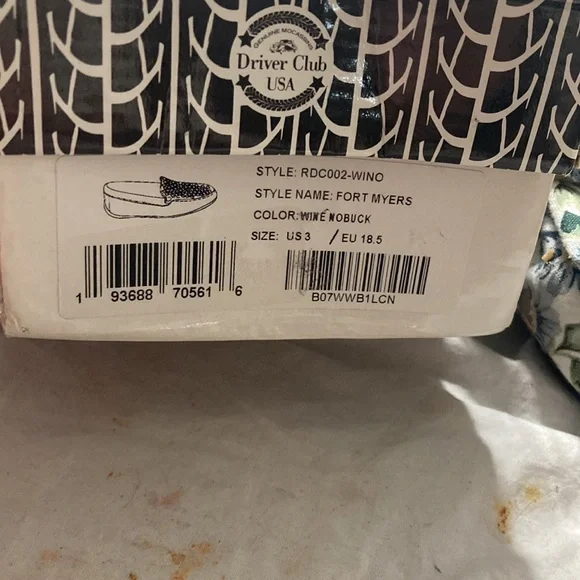 GENUINE MOCCASINS
Driver Club
USA
STYLE: RDC002-WINO
STYLE NAME: FORT MYERS
COLOR: WINE NOBUCK
SIZE: US 3 / EU 18.5
1 93688 70561 6
B07WWB1LCN